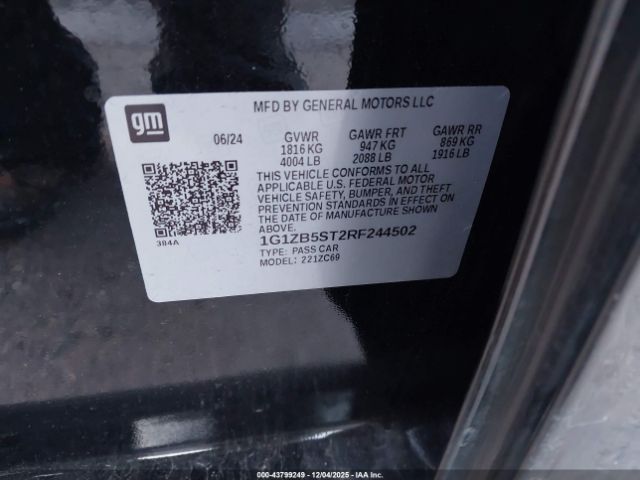 gm
MFD BY GENERAL MOTORS LLC
06/24 GVWR GAWR FRT GAWR RR
1816 KG 947 KG 869 KG
4004 LB 2088 LB 1916 LB
THIS VEHICLE CONFORMS TO ALL
APPLICABLE U.S. FEDERAL MOTOR
VEHICLE SAFETY, BUMPER, AND THEFT
PREVENTION STANDARDS IN EFFECT ON
THE DATE OF MANUFACTURE SHOWN
ABOVE.
384A
1G1ZB5ST2RF244502
TYPE: PASS CAR
MODEL: 221ZC69
000-43799249 - 12/04/2025 - IAA Inc.